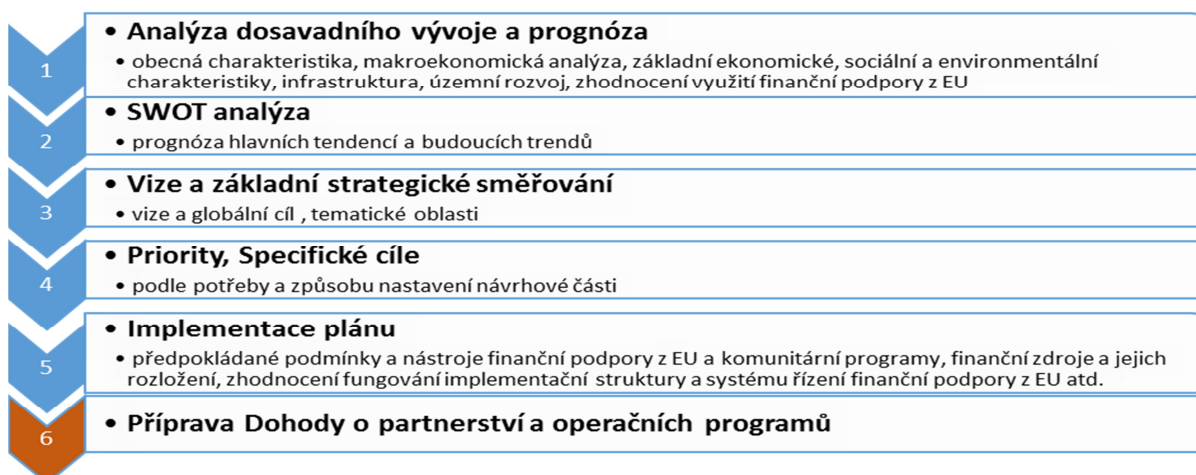 1
• Analýza dosavadního vývoje a prognóza
• obecná charakteristika, makroekonomická analýza, základní ekonomické, sociální a environmentální
charakteristiky, infrastruktura, územní rozvoj, zhodnocení využití finanční podpory z EU
2
• SWOT analýza
• prognóza hlavních tendencí a budoucích trendů
3
• Vize a základní strategické směřování
• vize a globální cíl , tematické oblasti
4
• Priority, Specifické cíle
• podle potřeby a způsobu nastavení návrhové části
5
• Implementace plánu
• předpokládané podmínky a nástroje finanční podpory z EU a komunitární programy, finanční zdroje a jejich
rozložení, zhodnocení fungování implementační struktury a systému řízení finanční podpory z EU atd.
6
• Příprava Dohody o partnerství a operačních programů